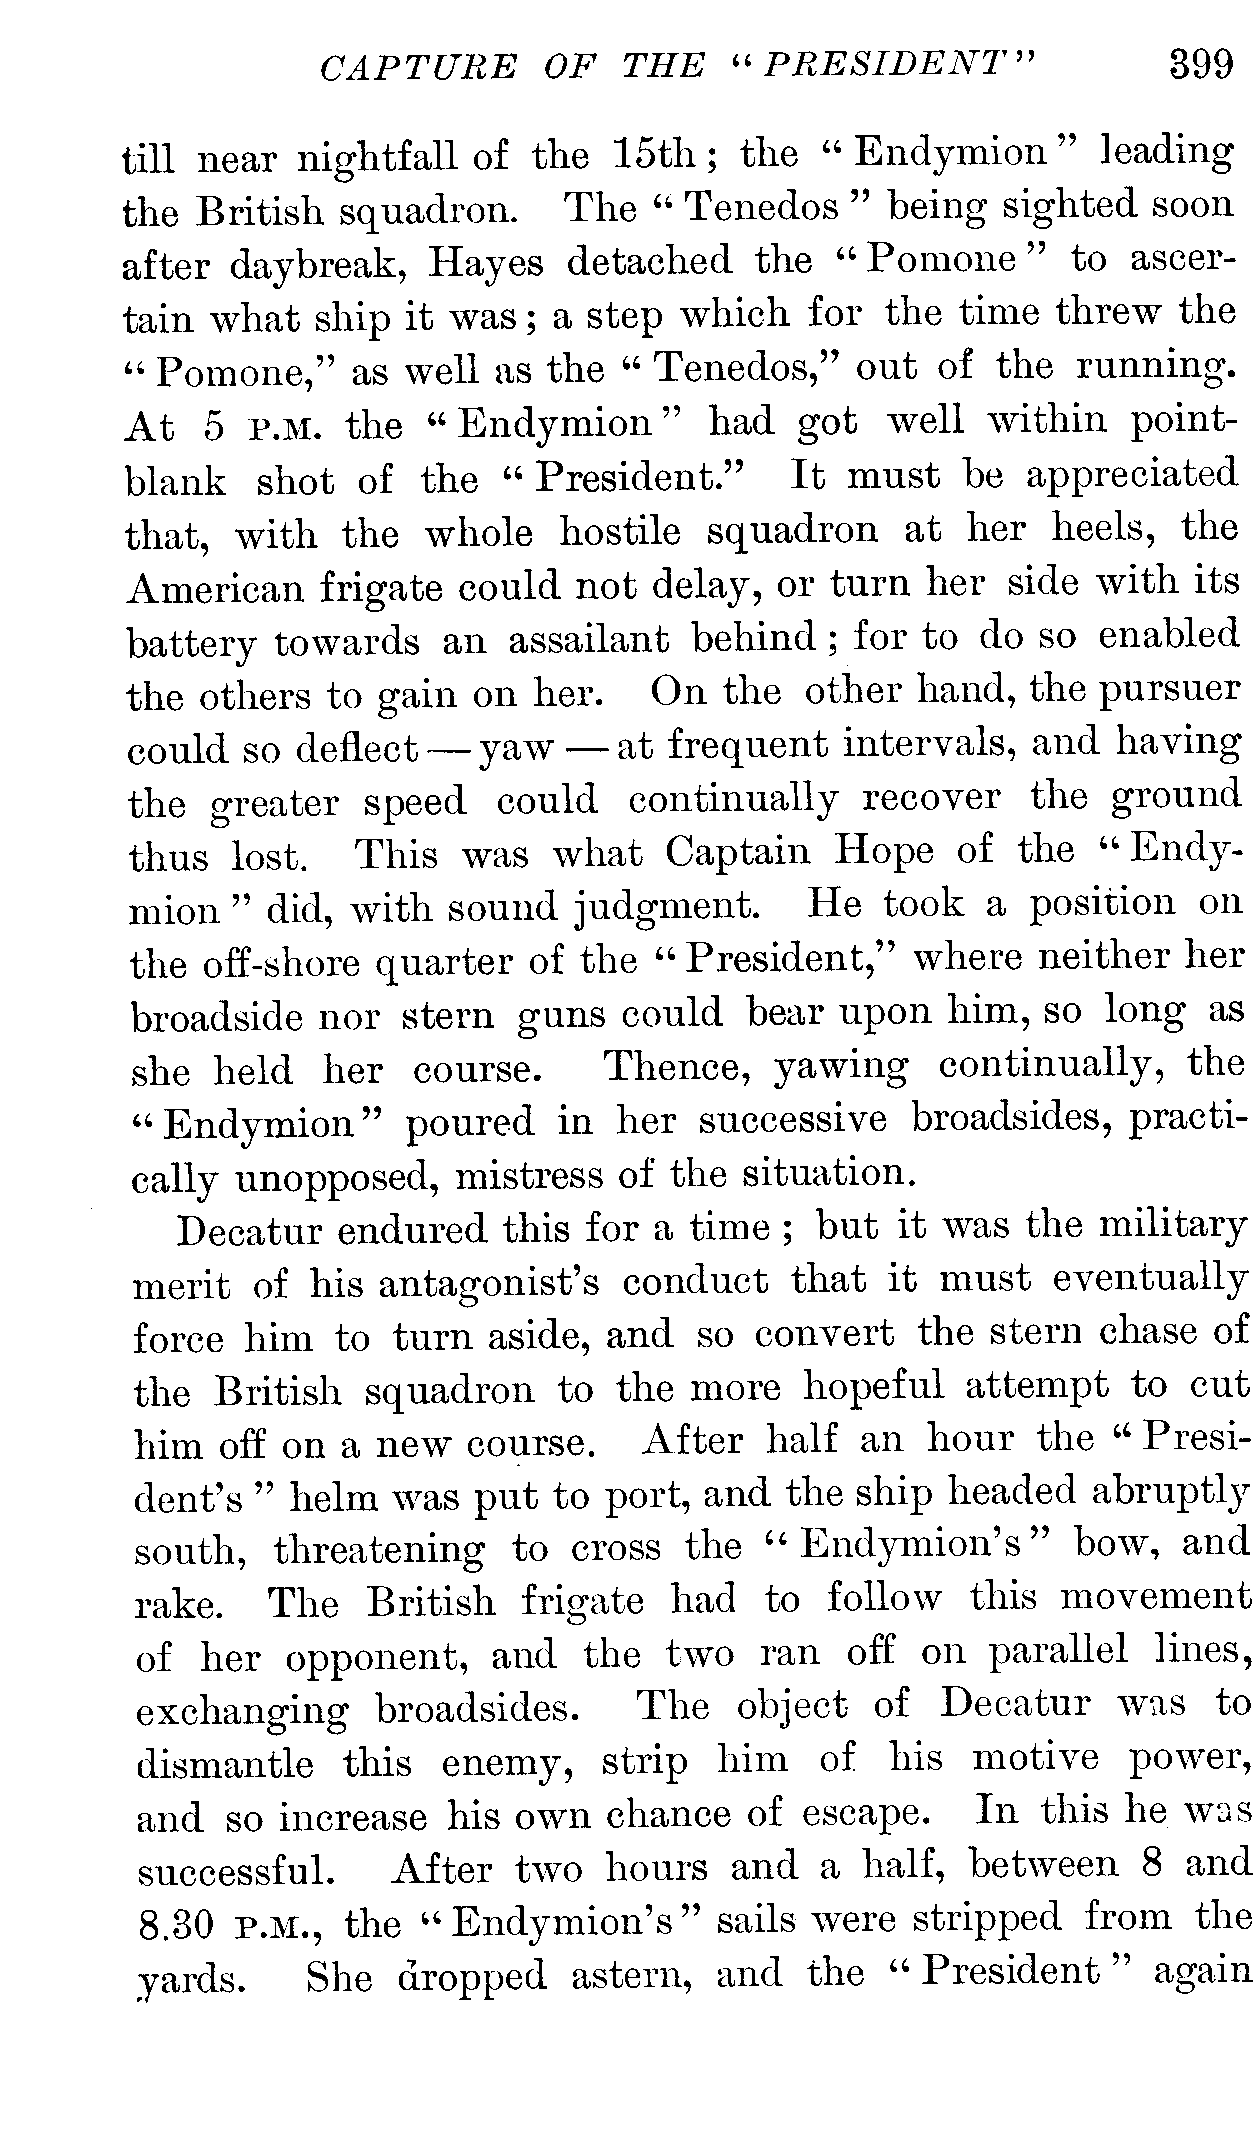 CAPTURE OF THE “PRESIDENT” 399
till near nightfall of the 15th; the “Endymion” leading
the British squadron. The “Tenedos” being sighted soon
after daybreak, Hayes detached the “Pomone” to ascer-
tain what ship it was; a step which for the time threw the
“Pomone,” as well as the “Tenedos,” out of the running.
At 5 P.M. the “Endymion” had got well within point-
blank shot of the “President.” It must be appreciated
that, with the whole hostile squadron at her heels, the
American frigate could not delay, or turn her side with its
battery towards an assailant behind; for to do so enabled
the others to gain on her. On the other hand, the pursuer
could so deflect — yaw — at frequent intervals, and having
the greater speed could continually recover the ground
thus lost. This was what Captain Hope of the “Endy-
mion” did, with sound judgment. He took a position on
the off-shore quarter of the “President,” where neither her
broadside nor stern guns could bear upon him, so long as
she held her course. Thence, yawing continually, the
“Endymion” poured in her successive broadsides, practi-
cally unopposed, mistress of the situation.
Decatur endured this for a time; but it was the military
merit of his antagonist’s conduct that it must eventually
force him to turn aside, and so convert the stern chase of
the British squadron to the more hopeful attempt to cut
him off on a new course. After half an hour the “Presi-
dent’s” helm was put to port, and the ship headed abruptly
south, threatening to cross the “Endymion’s” bow, and
rake. The British frigate had to follow this movement
of her opponent, and the two ran off on parallel lines,
exchanging broadsides. The object of Decatur was to
dismantle this enemy, strip him of his motive power,
and so increase his own chance of escape. In this he was
successful. After two hours and a half, between 8 and
8.30 P.M., the “Endymion’s” sails were stripped from the
yards. She dropped astern, and the “President” again